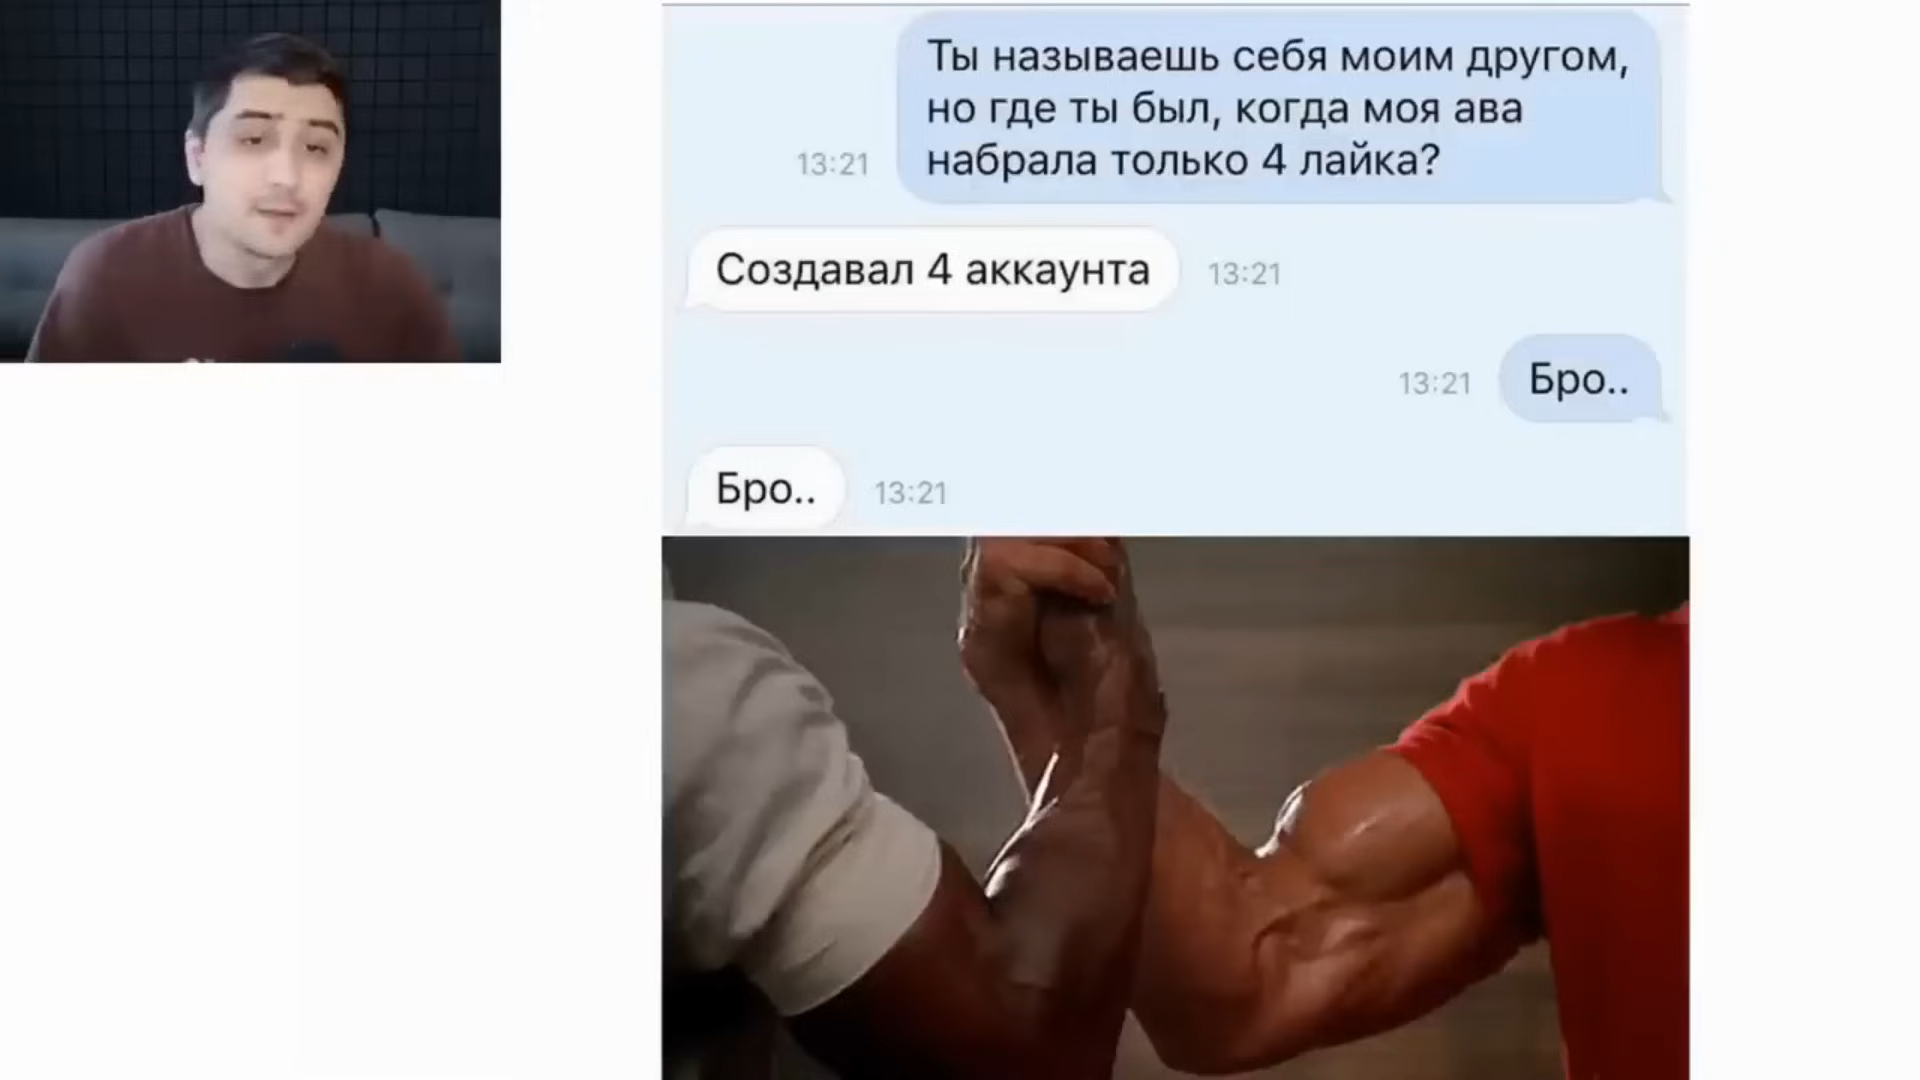 Ты называешь себя моим другом,
но где ты был, когда моя ава
набрала только 4 лайка?
13:21
Создавал 4 аккаунта
13:21
13:21
Бро..
Бро..
13:21